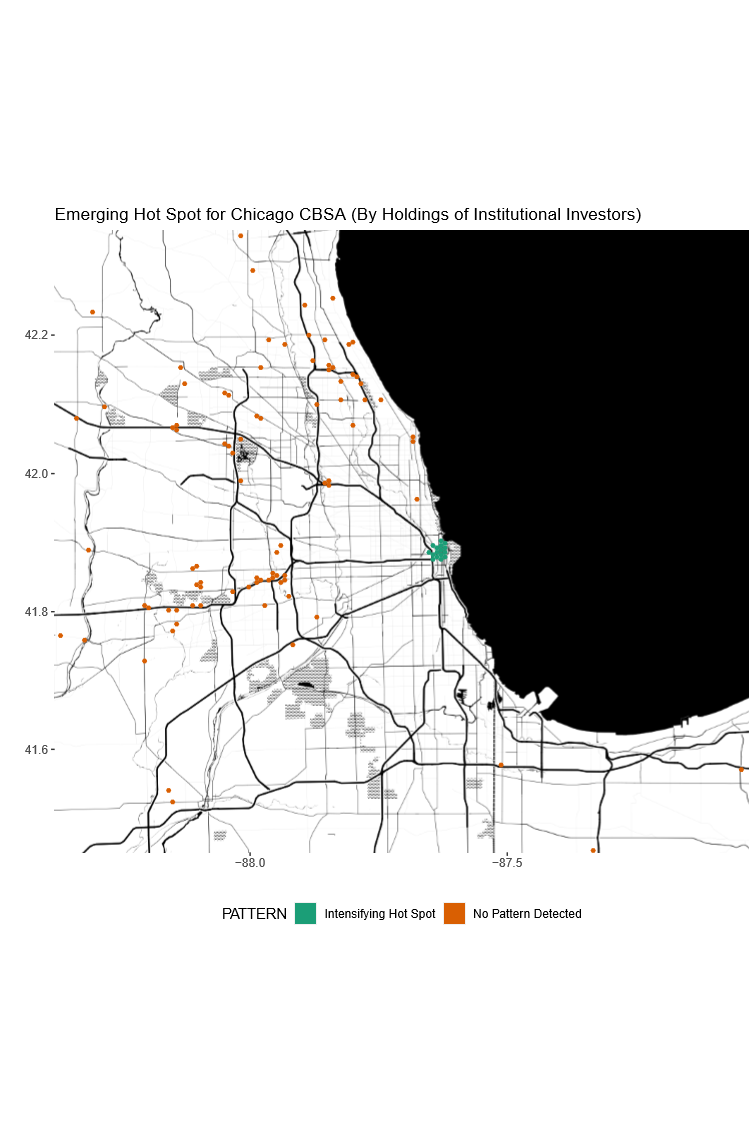 Emerging Hot Spot for Chicago CBSA (By Holdings of Institutional Investors)
42.2
42.0
41.8
41.6
−88.0 −87.5
PATTERN Intensifying Hot Spot No Pattern Detected